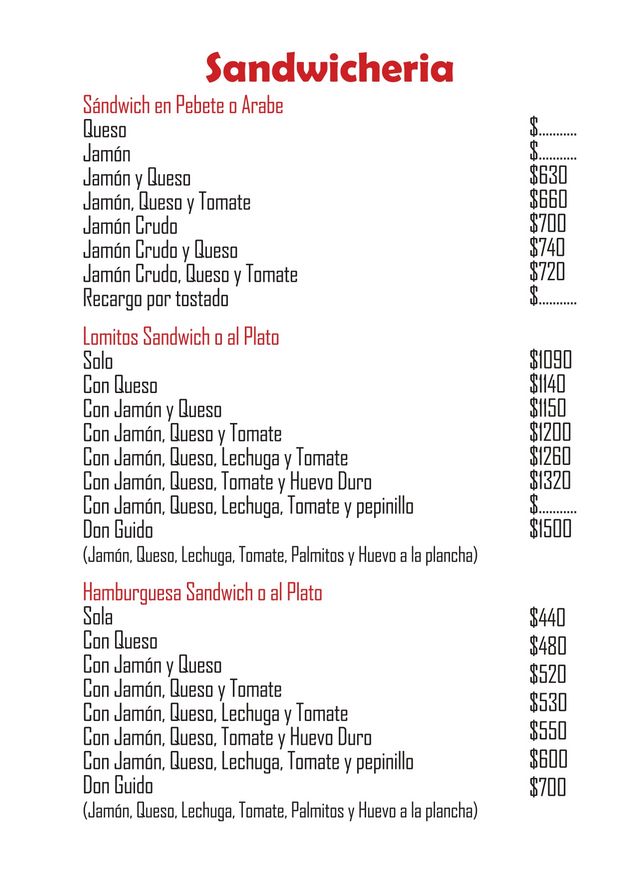 Sandwicheria
Sándwich en Pebete o Arabe
Queso $...........
Jamón $...........
Jamón y Queso $630
Jamón, Queso y Tomate $660
Jamón Crudo $700
Jamón Crudo y Queso $740
Jamón Crudo, Queso y Tomate $720
Recargo por tostado $...........
Lomitos Sandwich o al Plato
Solo $1090
Con Queso $1140
Con Jamón y Queso $1150
Con Jamón, Queso y Tomate $1200
Con Jamón, Queso, Lechuga y Tomate $1260
Con Jamón, Queso, Tomate y Huevo Duro $1320
Con Jamón, Queso, Lechuga, Tomate y pepinillo $...........
Don Guido $1500
(Jamón, Queso, Lechuga, Tomate, Palmitos y Huevo a la plancha)
Hamburguesa Sandwich o al Plato
Sola $440
Con Queso $480
Con Jamón y Queso $520
Con Jamón, Queso y Tomate
Con Jamón, Queso, Lechuga y Tomate $530
Con Jamón, Queso, Tomate y Huevo Duro $550
Con Jamón, Queso, Lechuga, Tomate y pepinillo $600
Don Guido $700
(Jamón, Queso, Lechuga, Tomate, Palmitos y Huevo a la plancha)